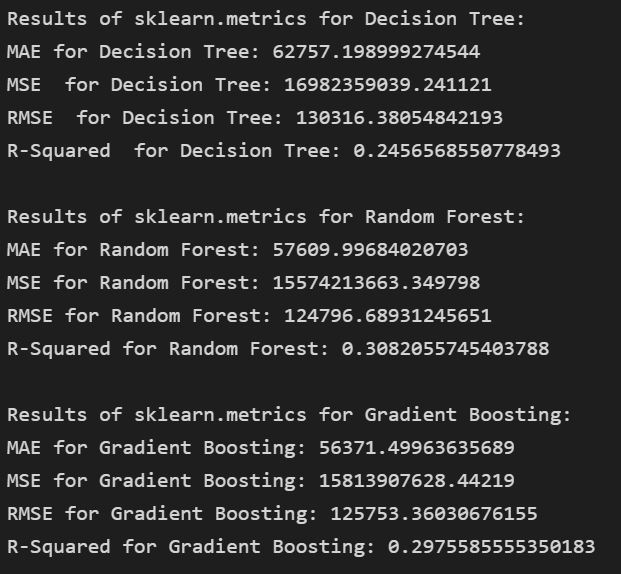 Results of sklearn.metrics for Decision Tree:
MAE for Decision Tree: 62757.198999274544
MSE  for Decision Tree: 16982359039.241121
RMSE  for Decision Tree: 130316.38054842193
R-Squared  for Decision Tree: 0.2456568550778493
Results of sklearn.metrics for Random Forest:
MAE for Random Forest: 57609.99684020703
MSE for Random Forest: 15574213663.349798
RMSE for Random Forest: 124796.68931245651
R-Squared for Random Forest: 0.3082055745403788
Results of sklearn.metrics for Gradient Boosting:
MAE for Gradient Boosting: 56371.49963635689
MSE for Gradient Boosting: 15813907628.44219
RMSE for Gradient Boosting: 125753.36030676155
R-Squared for Gradient Boosting: 0.2975585555350183